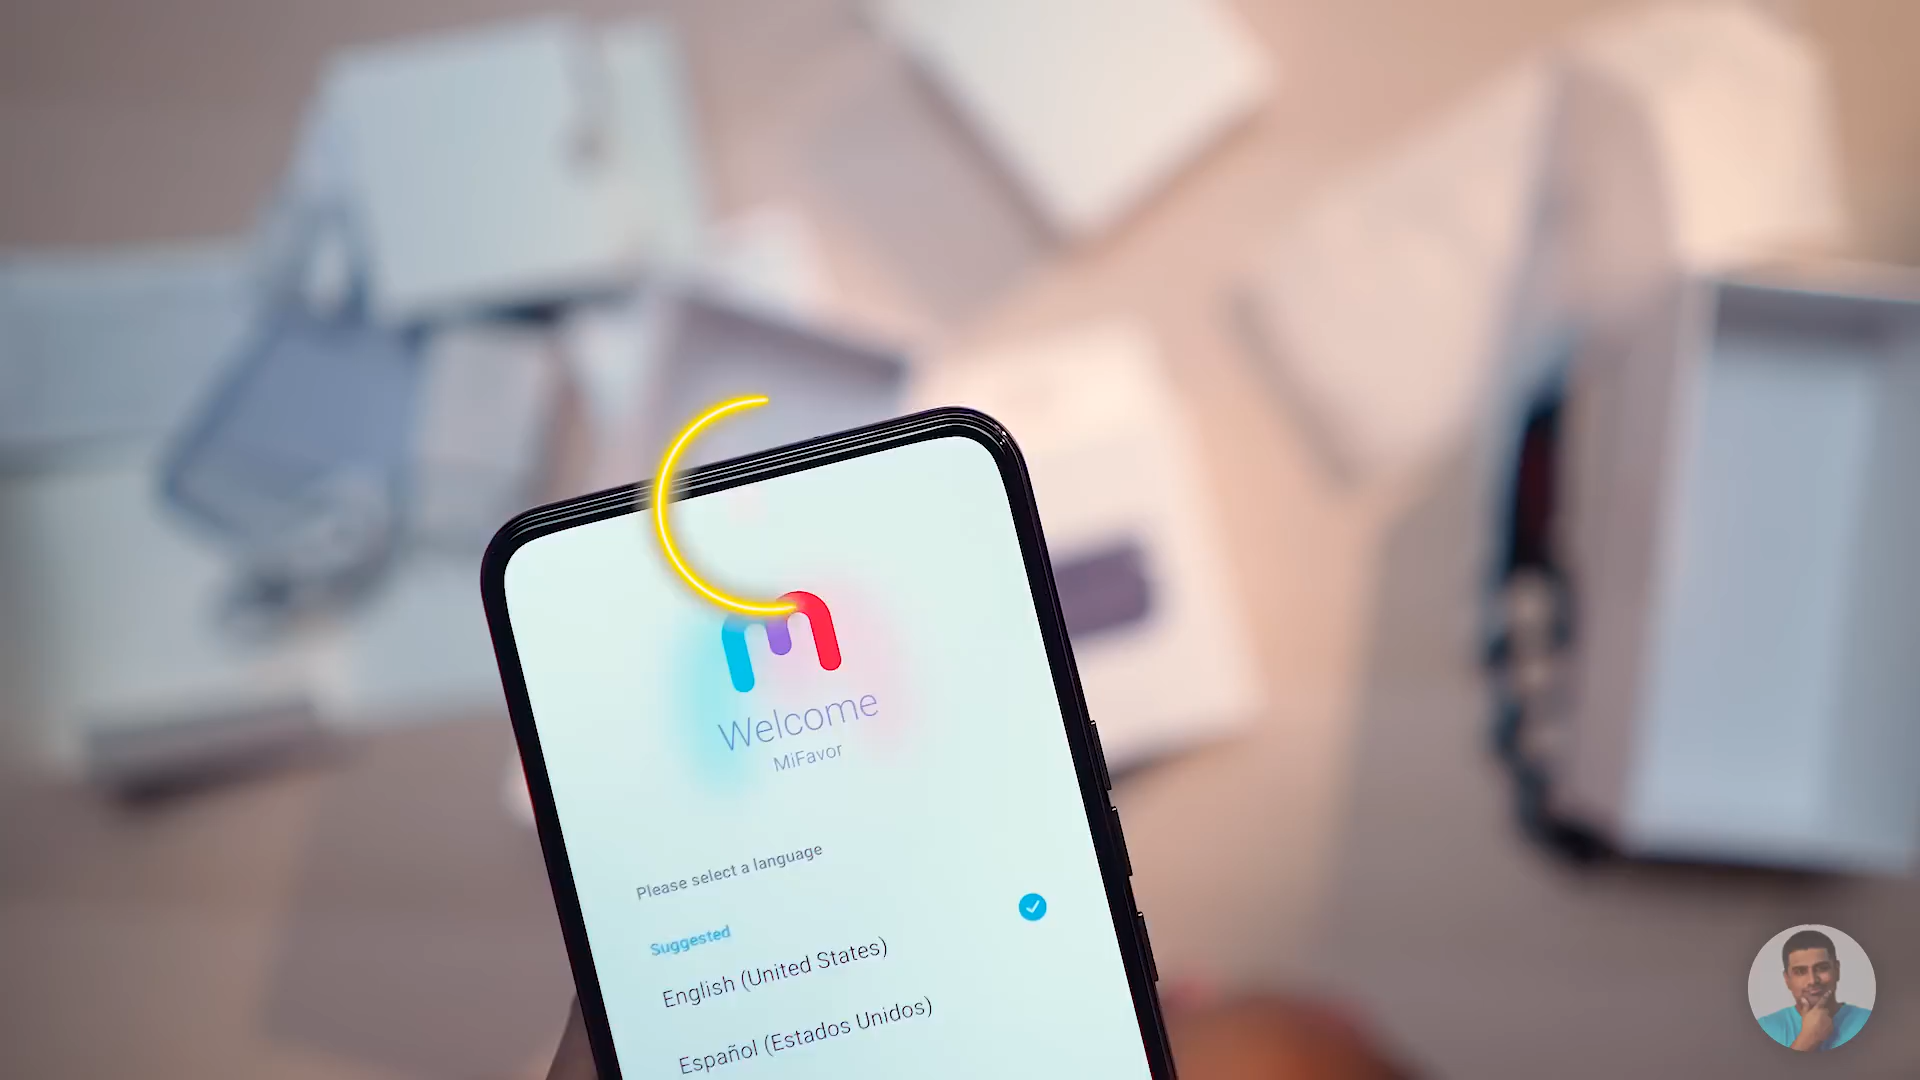 Welcome
MiFavor
Please select a language
Suggested
English (United States)
Español (Estados Unidos)